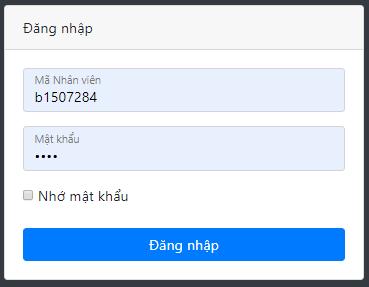 Đăng nhập
Mã Nhân viên
b1507284
Mật khẩu
••••
Nhớ mật khẩu
Đăng nhập